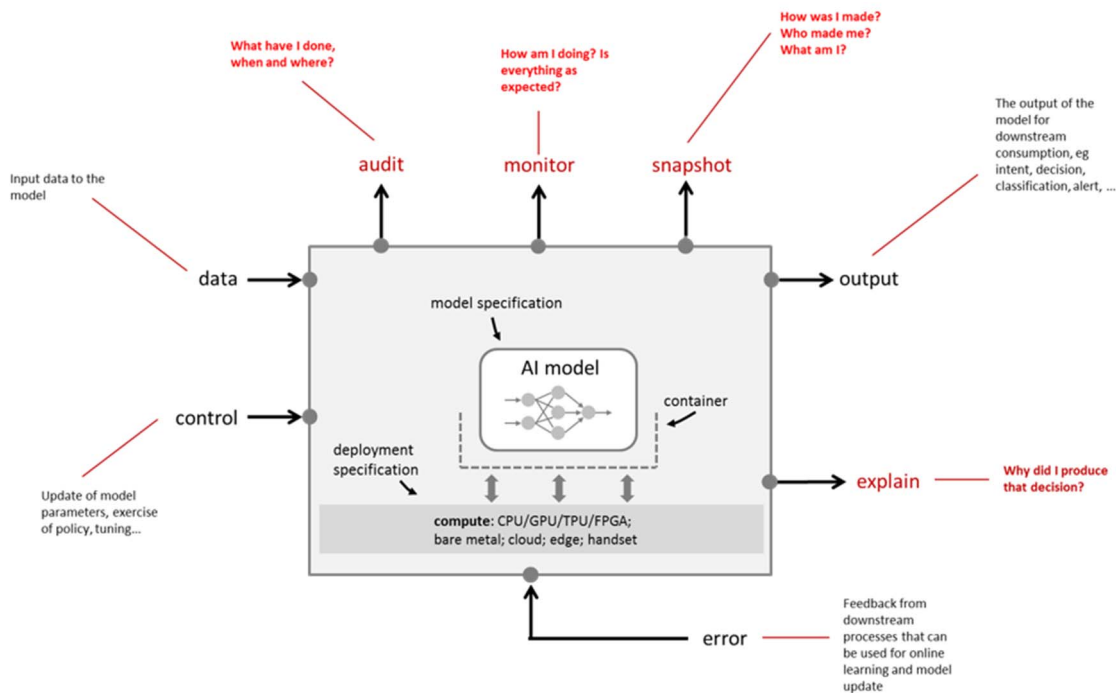 How was I made?
Who made me?
What am I?
What have I done,
when and where?
How am I doing? Is
everything as
expected?
The output of the
model for
downstream
consumption, eg
intent, decision,
classification, alert, ...
audit
monitor
snapshot
Input data to the
model
data
output
model specification
AI model
container
control
deployment
specification
Update of model
parameters, exercise
of policy, tuning...
explain
Why did I produce
that decision?
compute: CPU/GPU/TPU/FPGA;
bare metal; cloud; edge; handset
error
Feedback from
downstream
processes that can
be used for online
learning and model
update